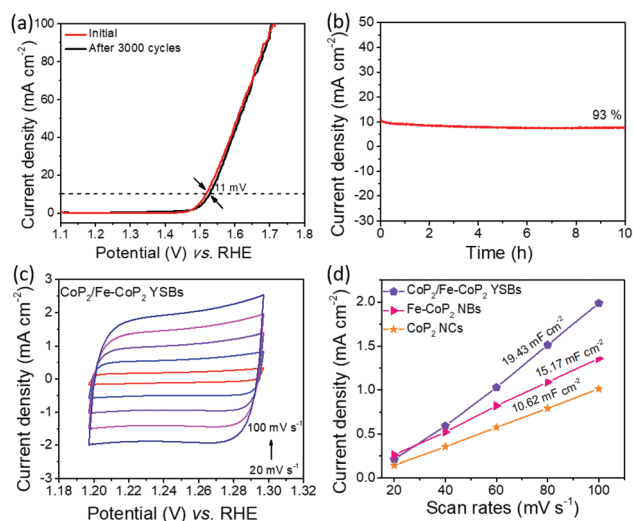 (a)
Initial
After 3000 cycles
11 mV
Current density (mA cm⁻²)
100
80
60
40
20
0
1.1 1.2 1.3 1.4 1.5 1.6 1.7 1.8
Potential (V) vs. RHE
(b)
93 %
Current density (mA cm⁻²)
50
40
30
20
10
0
-10
-20
-30
-40
-50
0 2 4 6 8 10
Time (h)
(c)
CoP₂/Fe-CoP₂ YSBs
100 mV s⁻¹
20 mV s⁻¹
Current density (mA cm⁻²)
3
2
1
0
-1
-2
-3
1.18 1.20 1.22 1.24 1.26 1.28 1.30 1.32
Potential (V) vs. RHE
(d)
CoP₂/Fe-CoP₂ YSBs
Fe-CoP₂ NBs
CoP₂ NCs
19.43 mF cm⁻²
15.17 mF cm⁻²
10.62 mF cm⁻²
Current density (mA cm⁻²)
2.0
1.5
1.0
0.5
0.0
20 40 60 80 100
Scan rates (mV s⁻¹)